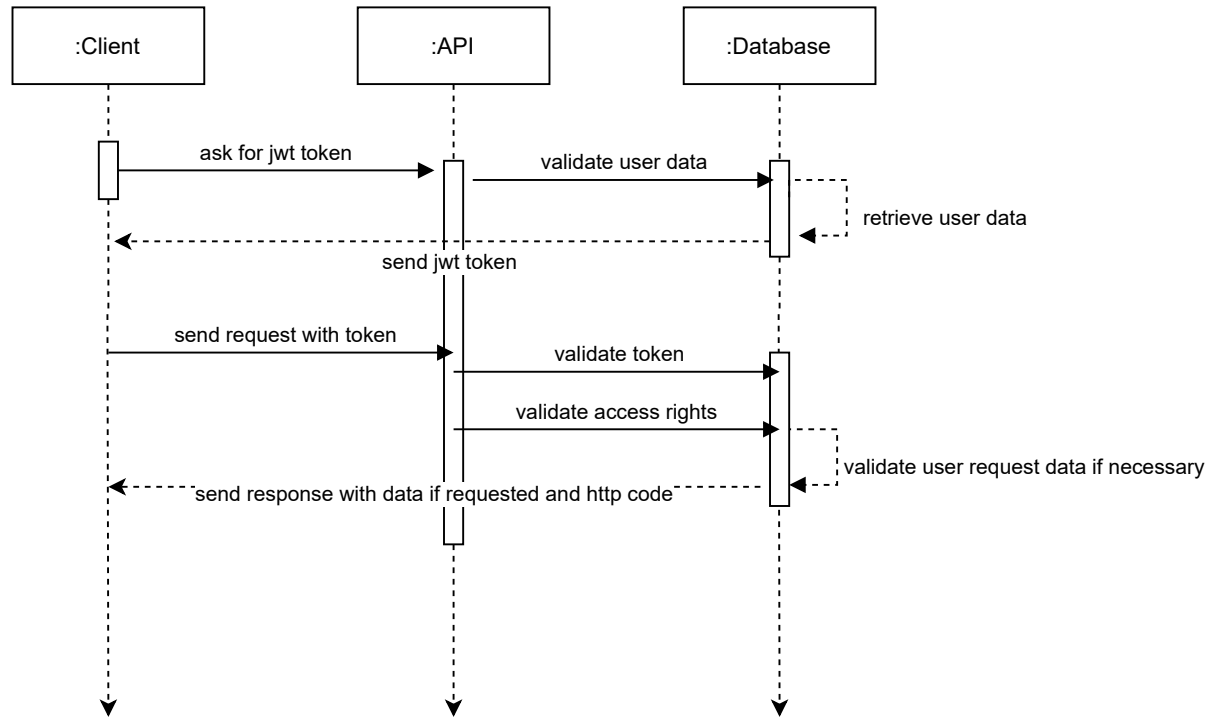 :Client
:API
:Database
ask for jwt token
validate user data
retrieve user data
send jwt token
send request with token
validate token
validate access rights
validate user request data if necessary
send response with data if requested and http code